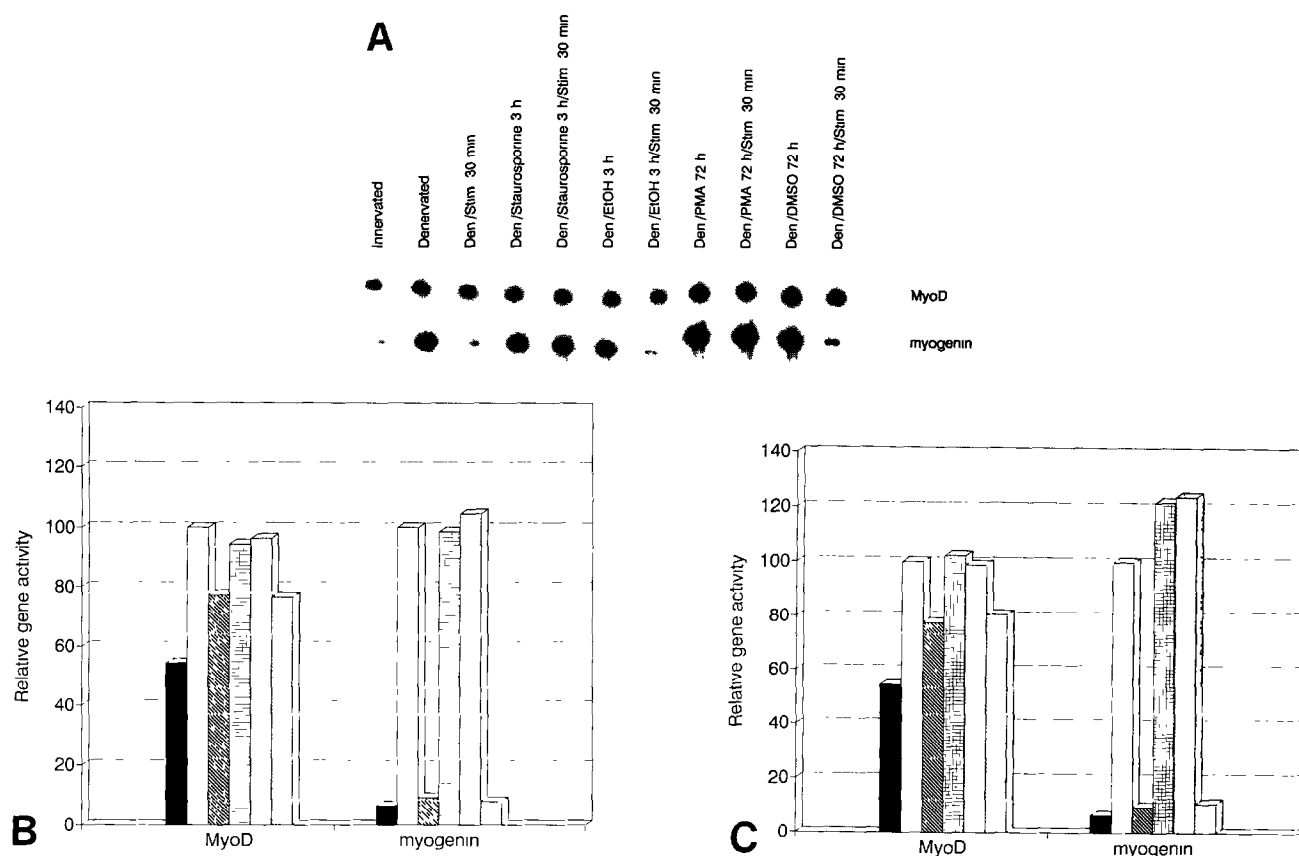 A
Innervated
Denervated
Den/Stim 30 min
Den/Staurosporine 3 h
Den/Staurosporine 3 h/Stim 30 min
Den/EtOH 3 h
Den/EtOH 3 h/Stim 30 min
Den/PMA 72 h
Den/PMA 72 h/Stim 30 min
Den/DMSO 72 h
Den/DMSO 72 h/Stim 30 min
MyoD
myogenin
140
120
100
80
60
40
20
0
Relative gene activity
MyoD
myogenin
B
140
120
100
80
60
40
20
0
Relative gene activity
MyoD
myogenin
C